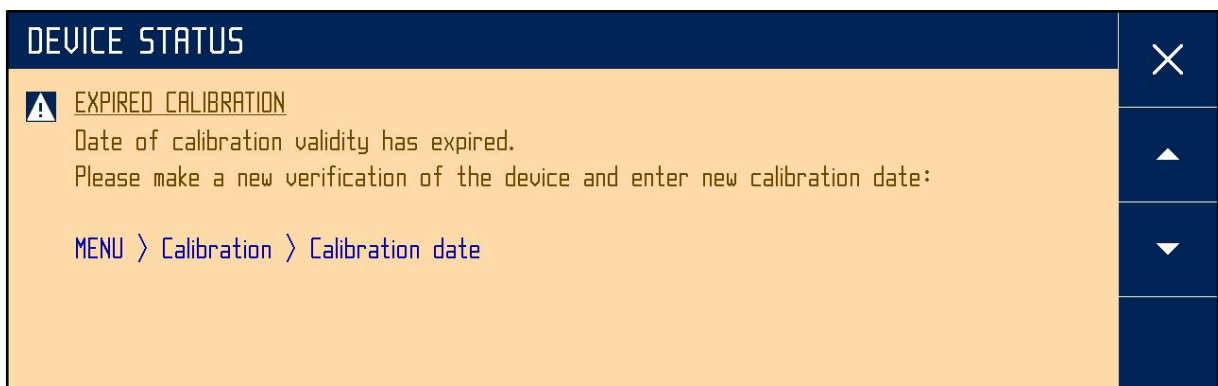 DEVICE STATUS
EXPIRED CALIBRATION
Date of calibration validity has expired.
Please make a new verification of the device and enter new calibration date:
MENU > Calibration > Calibration date